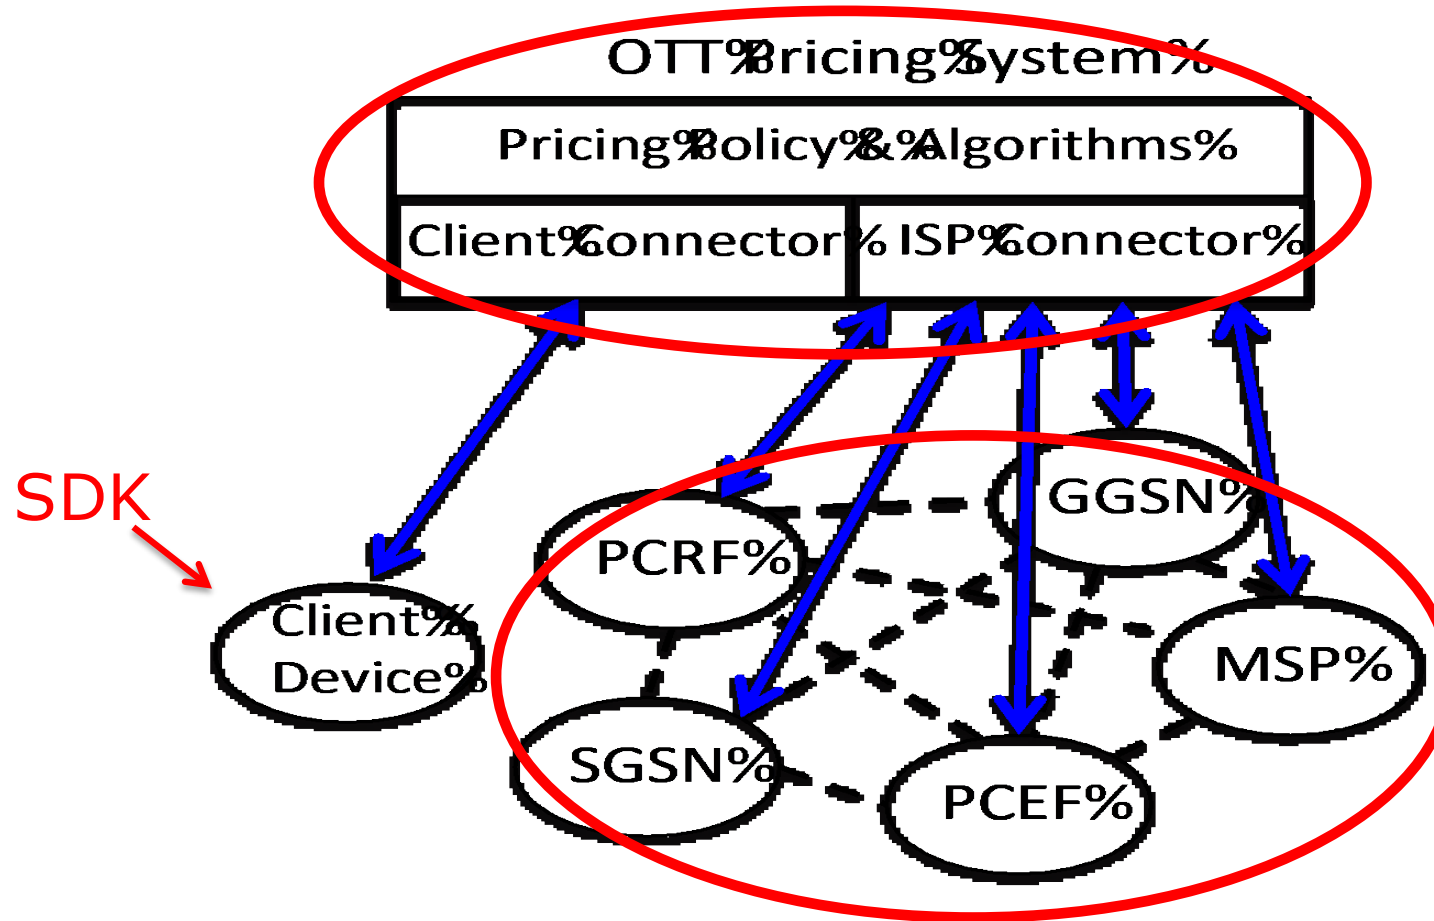 OTT% Pricing% System%
Pricing% Policy% &% Algorithms%
Client% Connector% ISP% Connector%
SDK
GGSN%
PCRF%
Client%%
Device%
MSP%
SGSN%
PCEF%